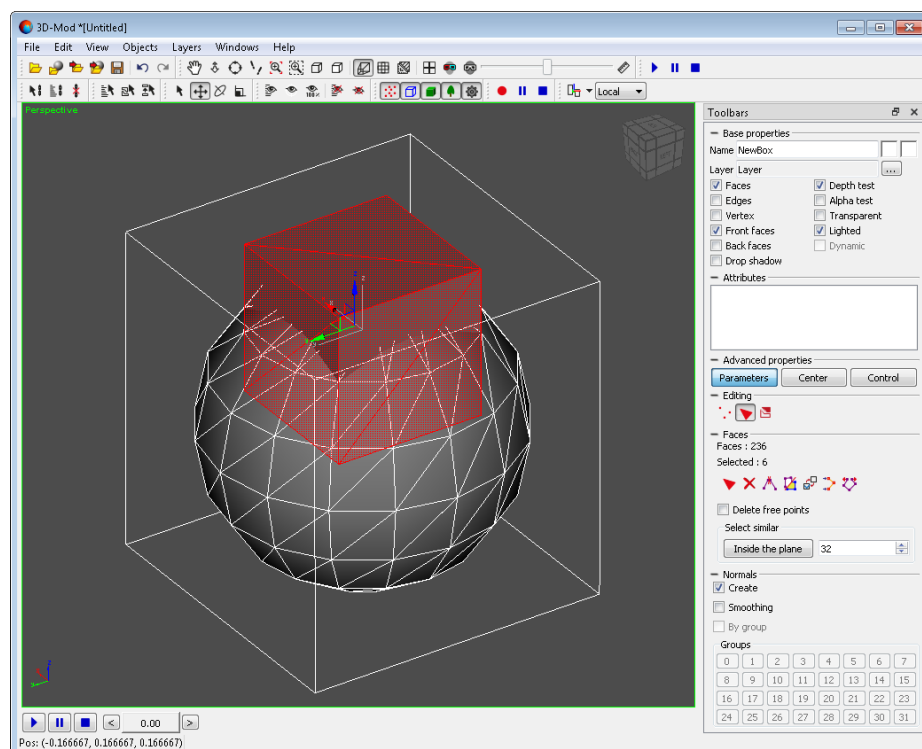 3D-Mod *[Untitled]
File Edit View Objects Layers Windows Help
100%
Local
Perspective
Toolbars
Base properties
Name NewBox
Layer Layer ...
Faces Depth test
Edges Alpha test
Vertex Transparent
Front faces Lighted
Back faces Dynamic
Drop shadow
Attributes
Advanced properties
Parameters Center Control
Editing
Faces
Faces : 236
Selected : 6
Delete free points
Select similar
Inside the plane 32
Normals
Create
Smoothing
By group
Groups
0 1 2 3 4 5 6 7
8 9 10 11 12 13 14 15
16 17 18 19 20 21 22 23
24 25 26 27 28 29 30 31
< 0.00 >
Pos: (-0.166667, 0.166667, 0.166667)